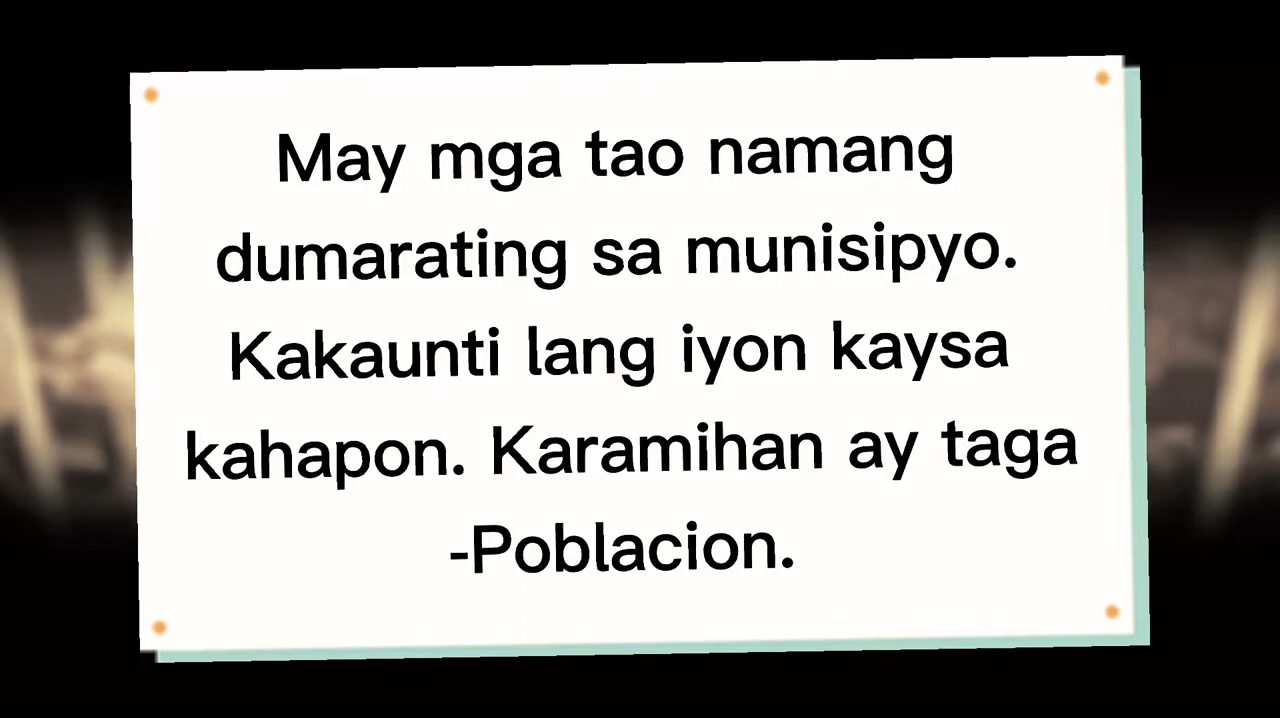 May mga tao namang
dumarating sa munisipyo.
Kakaunti lang iyon kaysa
kahapon. Karamihan ay taga
-Poblacion.